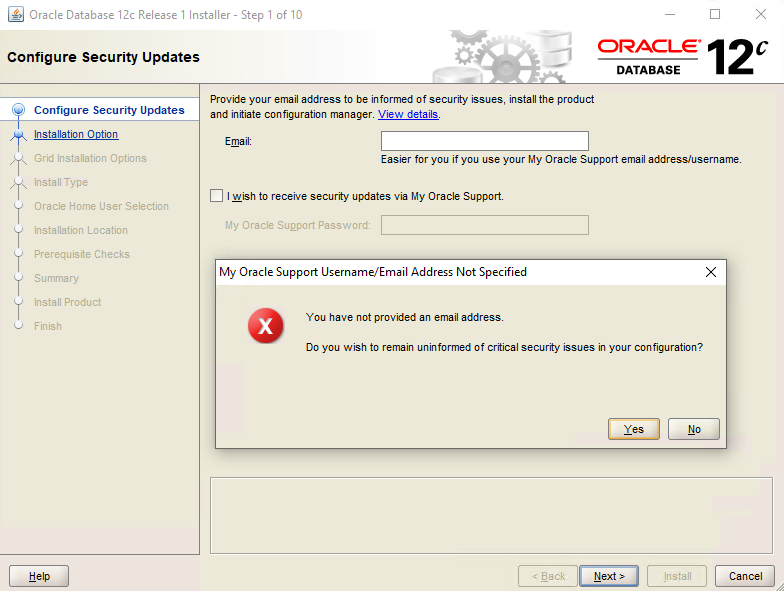 Oracle Database 12c Release 1 Installer - Step 1 of 10
Configure Security Updates
ORACLE® 12c
DATABASE
Configure Security Updates
Installation Option
Grid Installation Options
Install Type
Oracle Home User Selection
Installation Location
Prerequisite Checks
Summary
Install Product
Finish
Provide your email address to be informed of security issues, install the product
and initiate configuration manager. View details.
Email:
Easier for you if you use your My Oracle Support email address/username.
I wish to receive security updates via My Oracle Support.
My Oracle Support Password:
My Oracle Support Username/Email Address Not Specified
You have not provided an email address.
Do you wish to remain uninformed of critical security issues in your configuration?
Yes No
Help < Back Next > Install Cancel